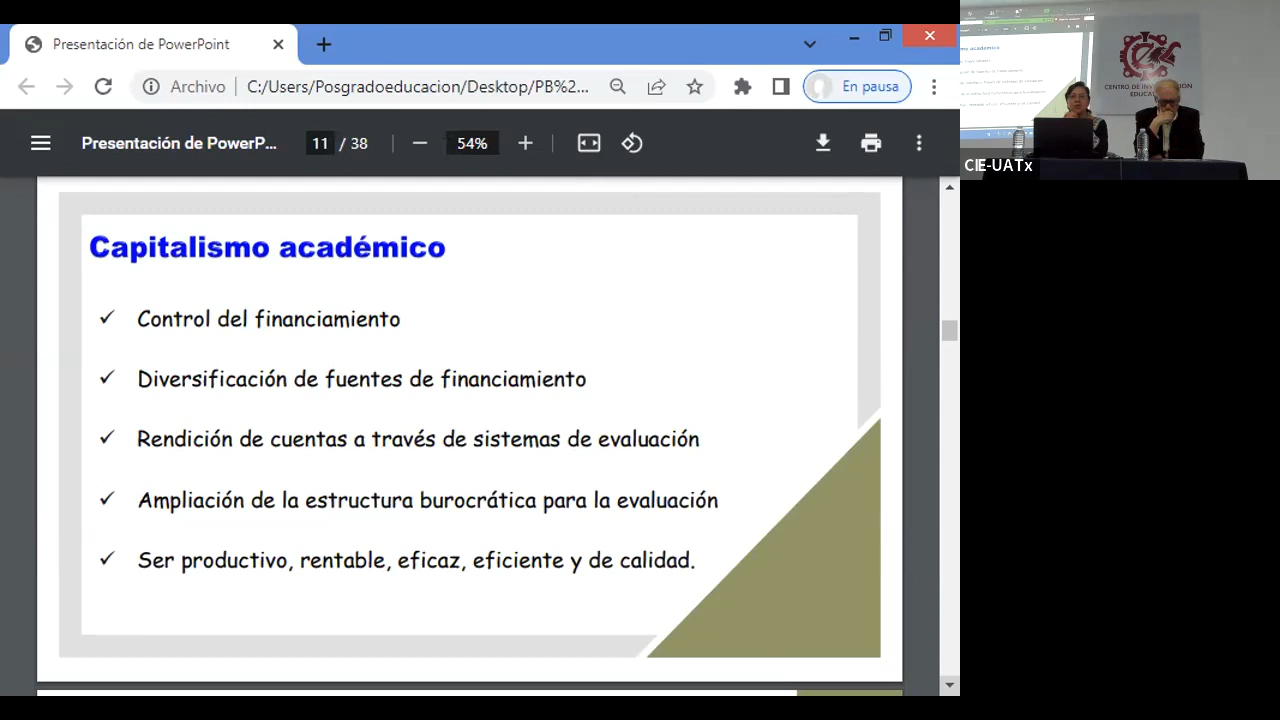 Presentación de PowerPoint
Archivo
C:/Users/Posgradoeducacion/Desktop/PB%2...
En pausa
Presentación de PowerP...
11 / 38
54%
Capitalismo académico
✓ Control del financiamiento
✓ Diversificación de fuentes de financiamiento
✓ Rendición de cuentas a través de sistemas de evaluación
✓ Ampliación de la estructura burocrática para la evaluación
✓ Ser productivo, rentable, eficaz, eficiente y de calidad.
CIE-UATx